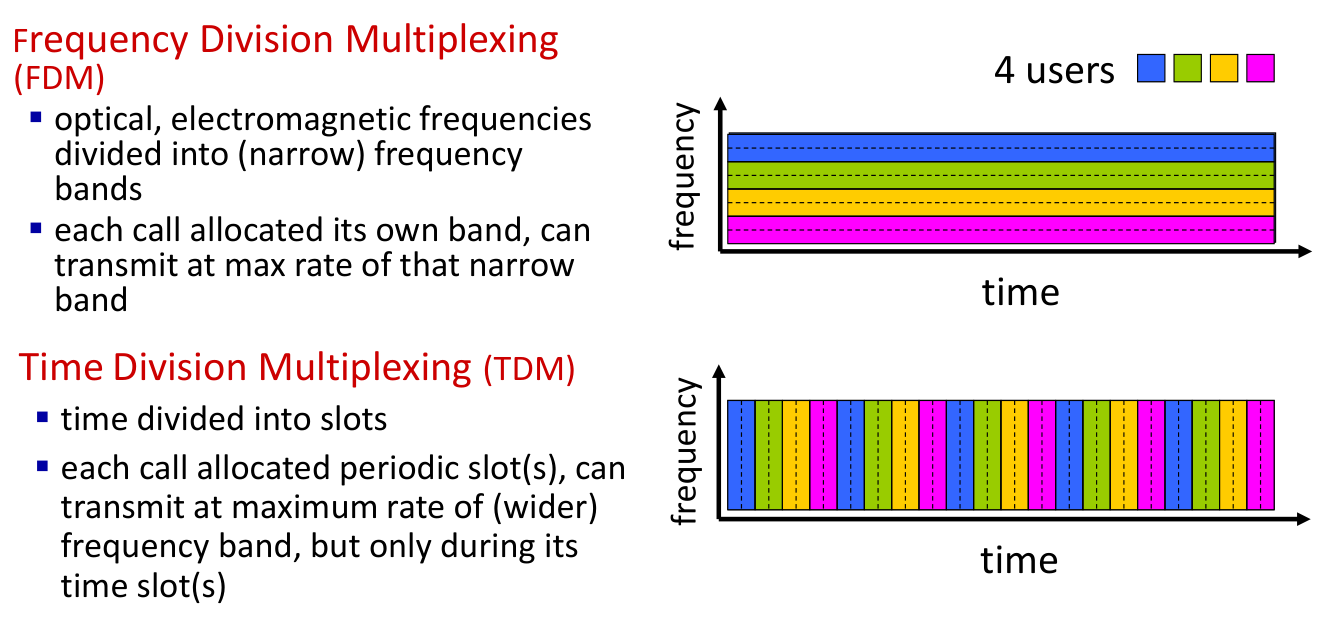 Frequency Division Multiplexing
(FDM)
▪ optical, electromagnetic frequencies
divided into (narrow) frequency
bands
▪ each call allocated its own band, can
transmit at max rate of that narrow
band
4 users
frequency
time
Time Division Multiplexing (TDM)
▪ time divided into slots
▪ each call allocated periodic slot(s), can
transmit at maximum rate of (wider)
frequency band, but only during its
time slot(s)
frequency
time